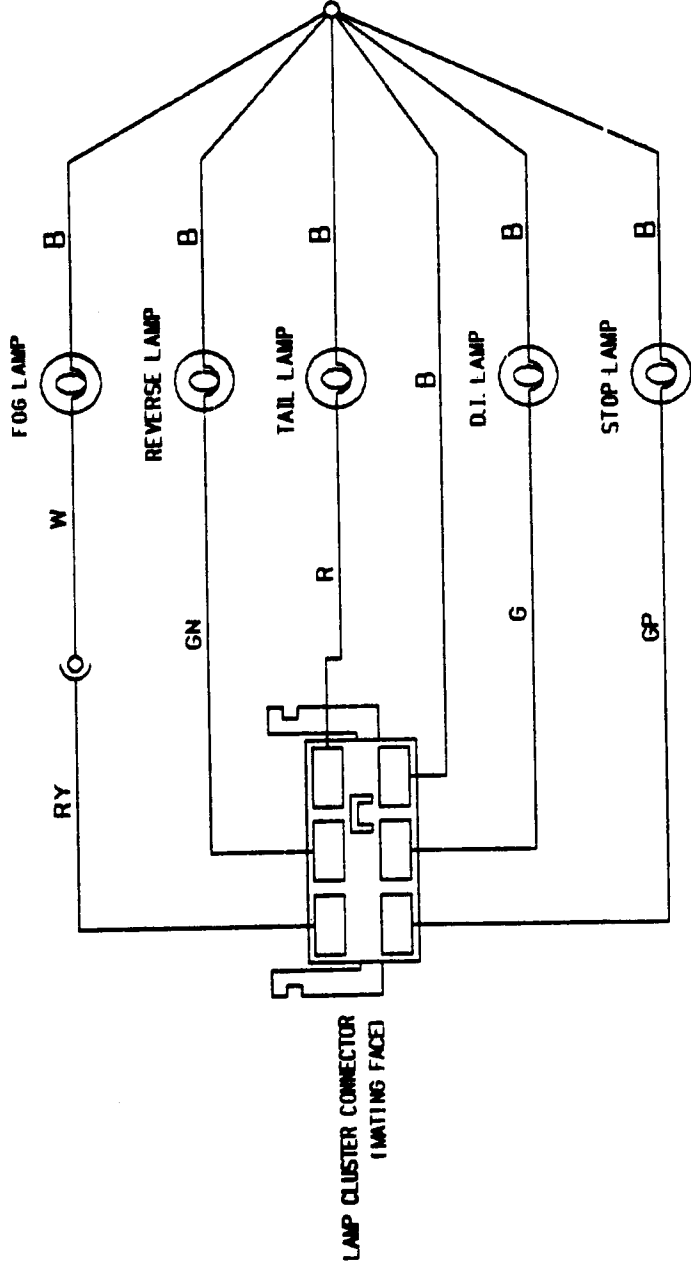 FOG LAMP
REVERSE LAMP
TAIL LAMP
D.I. LAMP
STOP LAMP
B
B
B
B
B
B
W
RY
GN
R
G
GP
LAMP CLUSTER CONNECTOR
(MATING FACE)